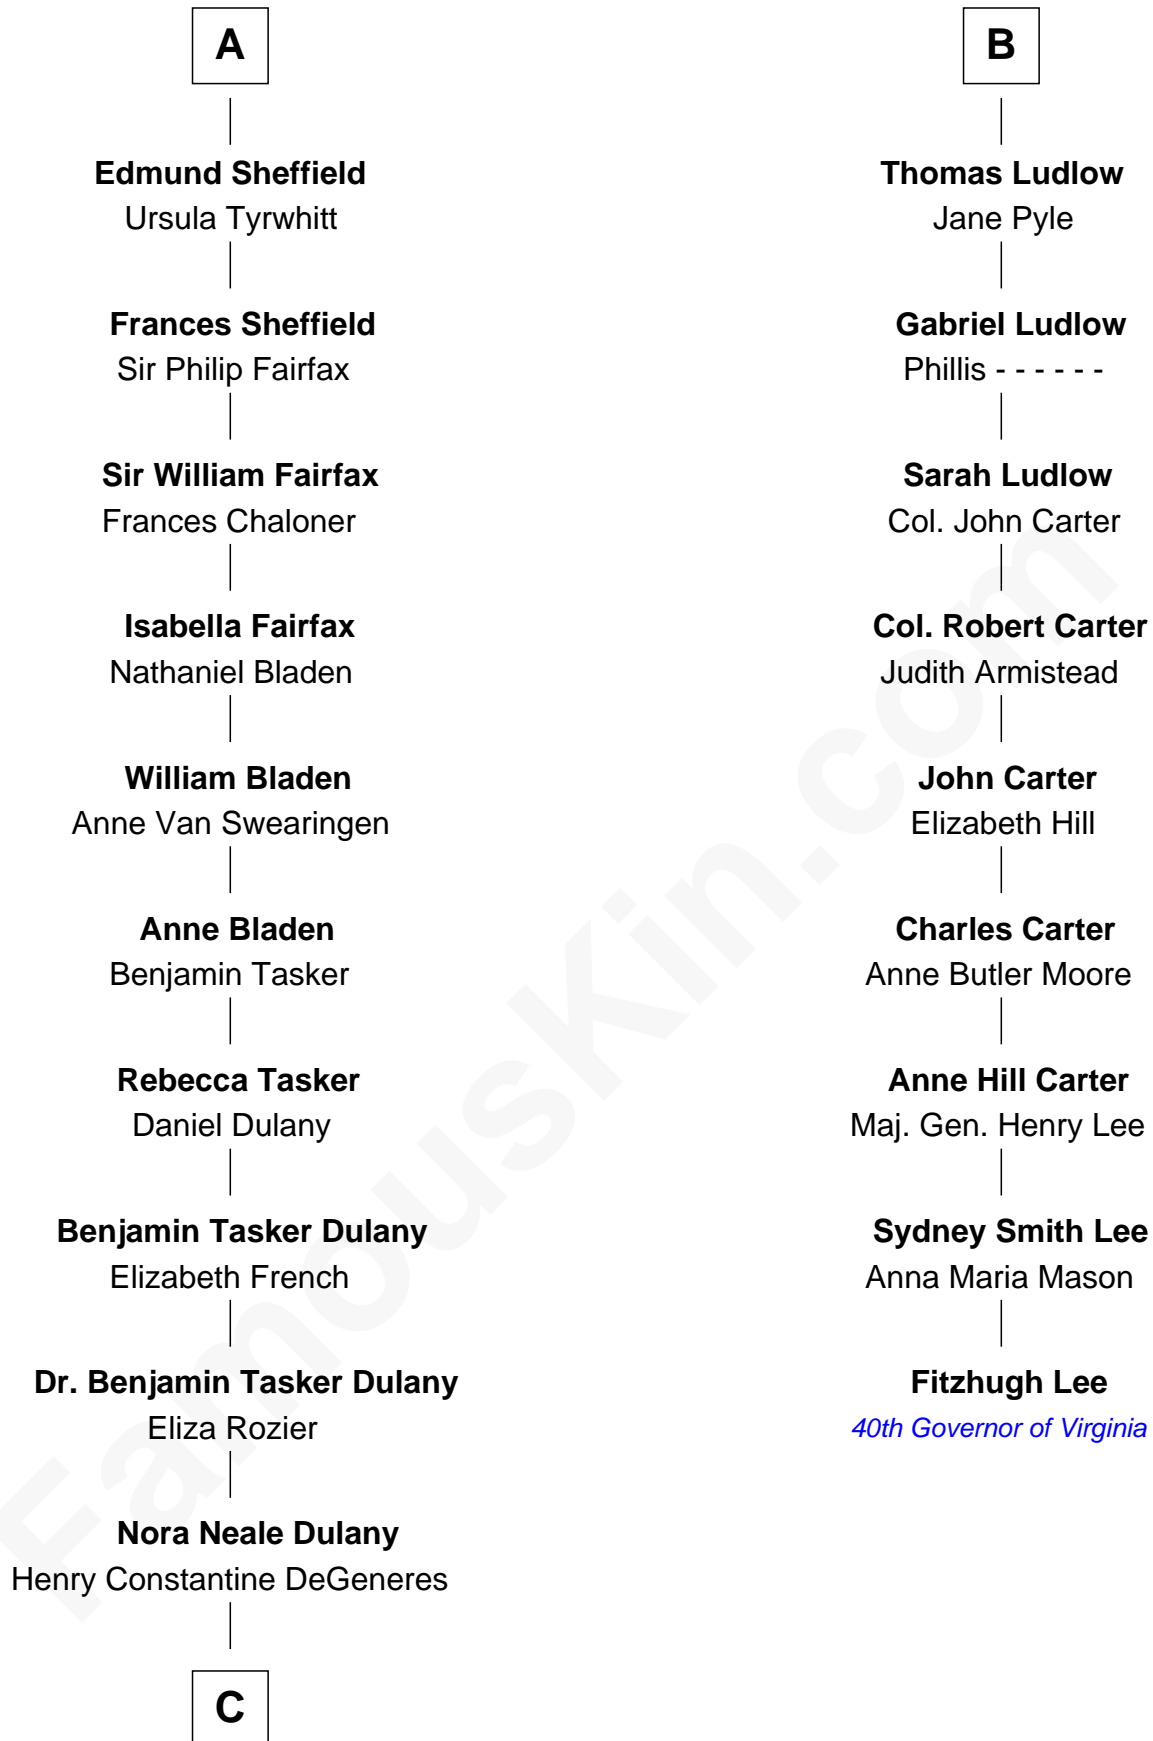 A
Edmund Sheffield
Ursula Tyrwhitt
Frances Sheffield
Sir Philip Fairfax
Sir William Fairfax
Frances Chaloner
Isabella Fairfax
Nathaniel Bladen
William Bladen
Anne Van Swearingen
Anne Bladen
Benjamin Tasker
Rebecca Tasker
Daniel Dulany
Benjamin Tasker Dulany
Elizabeth French
Dr. Benjamin Tasker Dulany
Eliza Rozier
Nora Neale Dulany
Henry Constantine DeGeneres
C
B
Thomas Ludlow
Jane Pyle
Gabriel Ludlow
Phillis - - - - - -
Sarah Ludlow
Col. John Carter
Col. Robert Carter
Judith Armistead
John Carter
Elizabeth Hill
Charles Carter
Anne Butler Moore
Anne Hill Carter
Maj. Gen. Henry Lee
Sydney Smith Lee
Anna Maria Mason
Fitzhugh Lee
40th Governor of Virginia
FamousKin.com